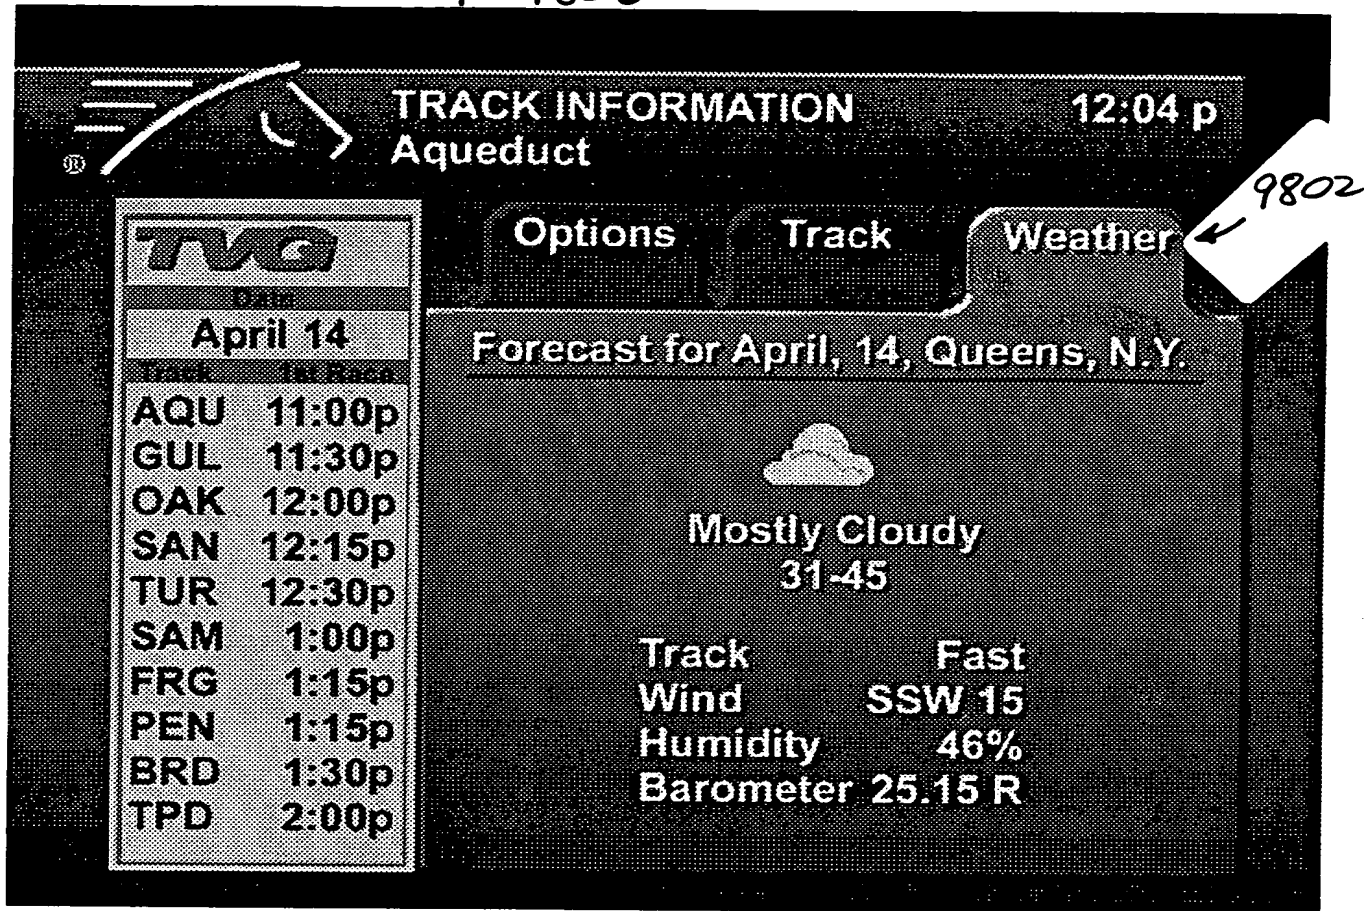 TRACK INFORMATION 12:04 p
Aqueduct
®
9802
TVG
Date
April 14
Track 1st Race
AQU 11:00p
GUL 11:30p
OAK 12:00p
SAN 12:15p
TUR 12:30p
SAM 1:00p
FRG 1:15p
PEN 1:15p
BRD 1:30p
TPD 2:00p
Options Track Weather
Forecast for April, 14, Queens, N.Y.
Mostly Cloudy
31-45
Track Fast
Wind SSW 15
Humidity 46%
Barometer 25.15 R